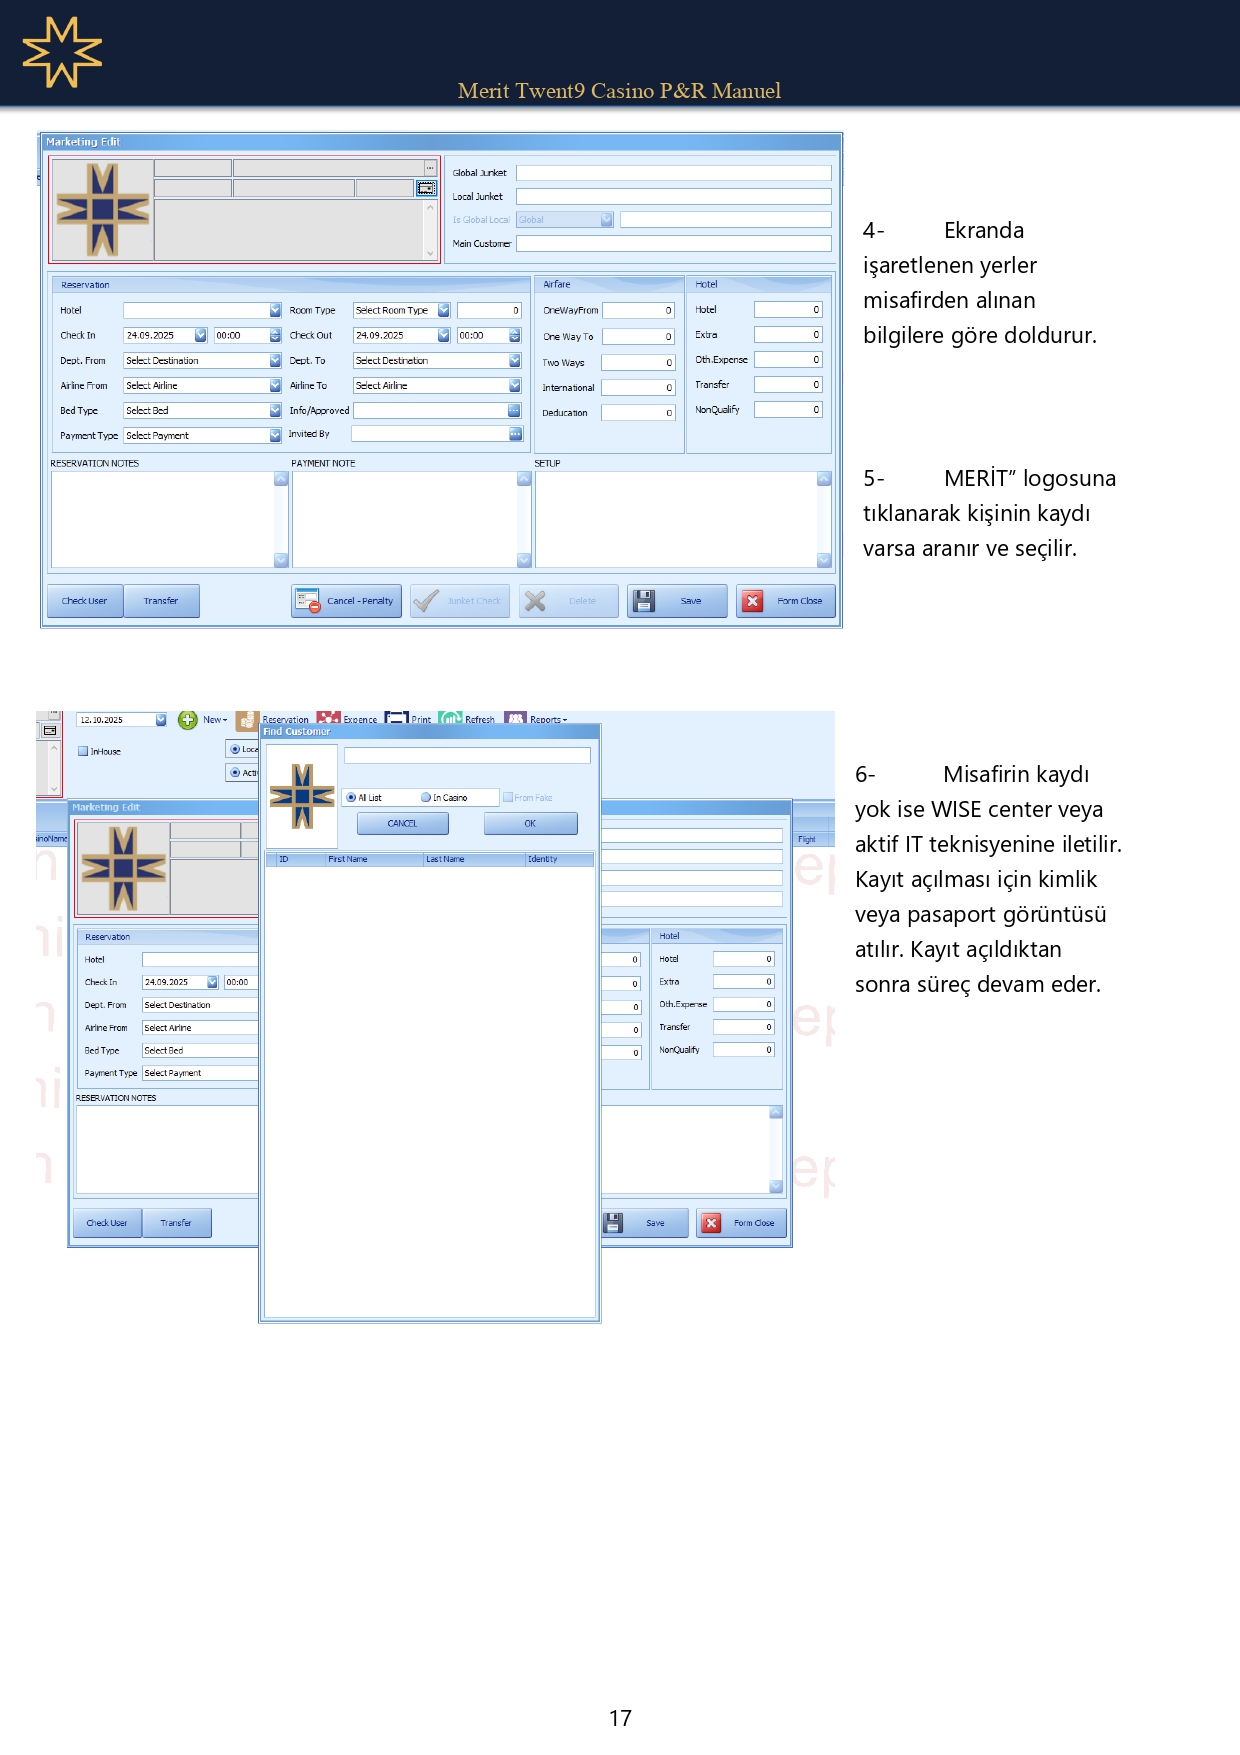 Merit Twent9 Casino P&R Manuel
Marketing Edit
Global Junket
Local Junket
Is Global Local Global
Main Customer
Reservation
Airfare
Hotel
Hotel Room Type Select Room Type 0
OneWayFrom 0
Hotel 0
Check In 24.09.2025 00:00 Check Out 24.09.2025 00:00
One Way To 0
Extra 0
Dept. From Select Destination Dept. To Select Destination
Two Ways 0
Oth.Expense 0
Airline From Select Airline Airline To Select Airline
International 0
Transfer 0
Bed Type Select Bed Info/Approved
Deducation 0
NonQualify 0
Payment Type Select Payment Invited By
RESERVATION NOTES PAYMENT NOTE SETUP
Check User Transfer Cancel - Penalty Junket Check Delete Save Form Close
4- Ekranda
işaretlenen yerler
misafirden alınan
bilgilere göre doldurur.
5- MERİT” logosuna
tıklanarak kişinin kaydı
varsa aranır ve seçilir.
12.10.2025 New Reservation Expence Print Refresh Reports
InHouse
Find Customer
All List In Casino From Fake
CANCEL OK
ID First Name Last Name Identity
Marketing Edit
Flight
Reservation
Hotel
Hotel
0
Hotel 0
Check In 24.09.2025 00:00
0
Extra 0
Dept. From Select Destination
0
Oth.Expense 0
Airline From Select Airline
0
Transfer 0
Bed Type Select Bed
0
NonQualify 0
Payment Type Select Payment
RESERVATION NOTES
Check User Transfer Save Form Close
6- Misafirin kaydı
yok ise WISE center veya
aktif IT teknisyenine iletilir.
Kayıt açılması için kimlik
veya pasaport görüntüsü
atılır. Kayıt açıldıktan
sonra süreç devam eder.
17